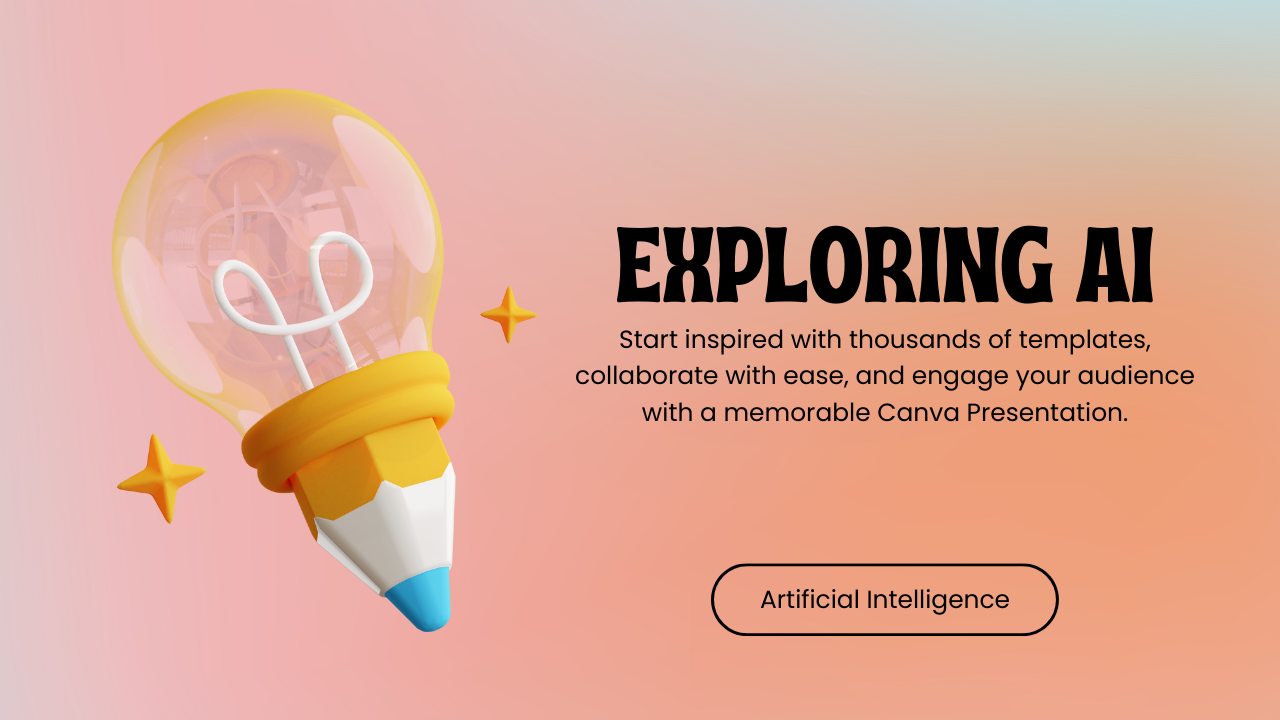 EXPLORING AI
Start inspired with thousands of templates,
collaborate with ease, and engage your audience
with a memorable Canva Presentation.
Artificial Intelligence